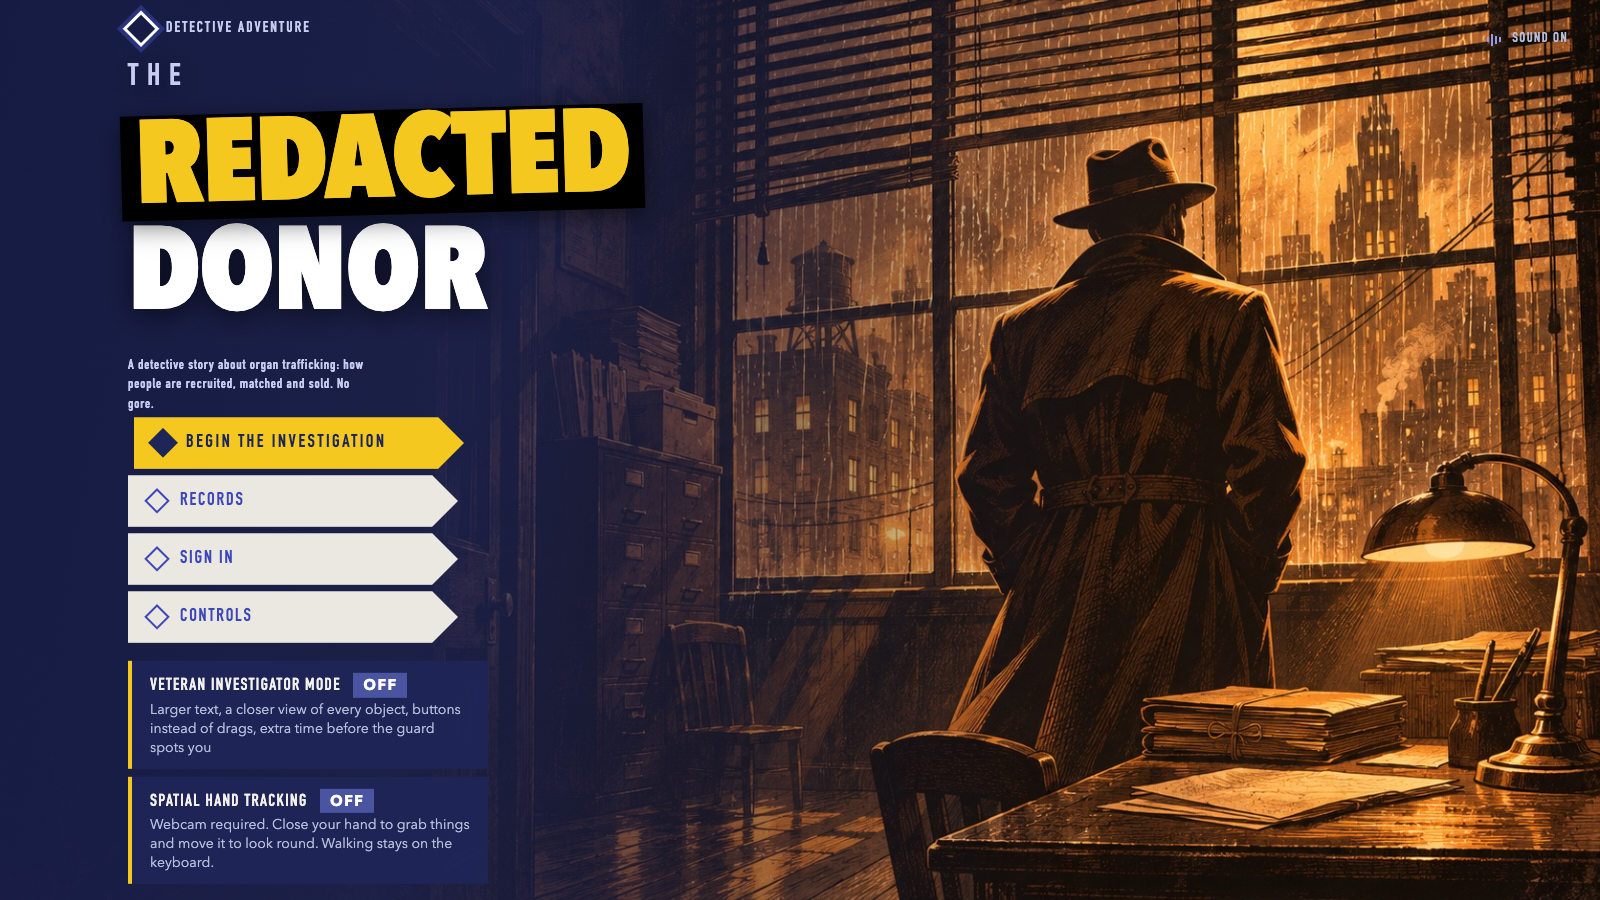 DETECTIVE ADVENTURE
SOUND ON
THE
REDACTED
DONOR
A detective story about organ trafficking: how
people are recruited, matched and sold. No
gore.
BEGIN THE INVESTIGATION
RECORDS
SIGN IN
CONTROLS
VETERAN INVESTIGATOR MODE OFF
Larger text, a closer view of every object, buttons
instead of drags, extra time before the guard
spots you
SPATIAL HAND TRACKING OFF
Webcam required. Close your hand to grab things
and move it to look round. Walking stays on the
keyboard.